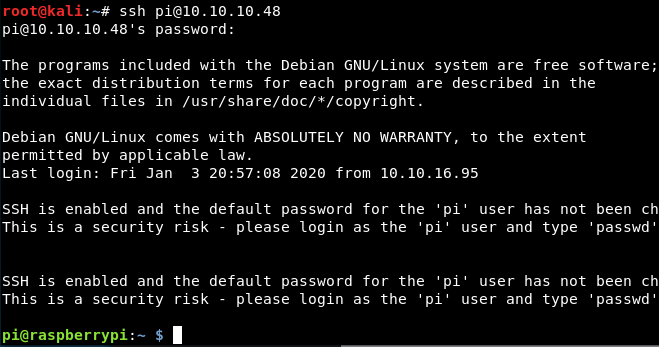 root@kali:~# ssh pi@10.10.10.48
pi@10.10.10.48's password:
The programs included with the Debian GNU/Linux system are free software;
the exact distribution terms for each program are described in the
individual files in /usr/share/doc/*/copyright.
Debian GNU/Linux comes with ABSOLUTELY NO WARRANTY, to the extent
permitted by applicable law.
Last login: Fri Jan  3 20:57:08 2020 from 10.10.16.95
SSH is enabled and the default password for the 'pi' user has not been ch
This is a security risk - please login as the 'pi' user and type 'passwd'
SSH is enabled and the default password for the 'pi' user has not been ch
This is a security risk - please login as the 'pi' user and type 'passwd'
pi@raspberrypi:~ $